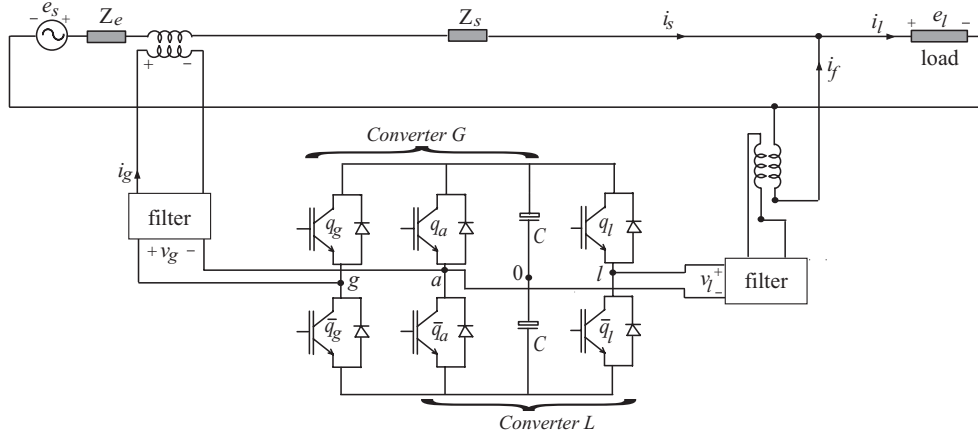 − e_s +
Z_e
Z_s
i_s
i_l
+ e_l −
load
i_f
+ −
Converter G
i_g
filter
+ v_g −
q_g
q_a
C
q_l
g
a
0
l
v_l + −
filter
q̅_g
q̅_a
C
q̅_l
Converter L